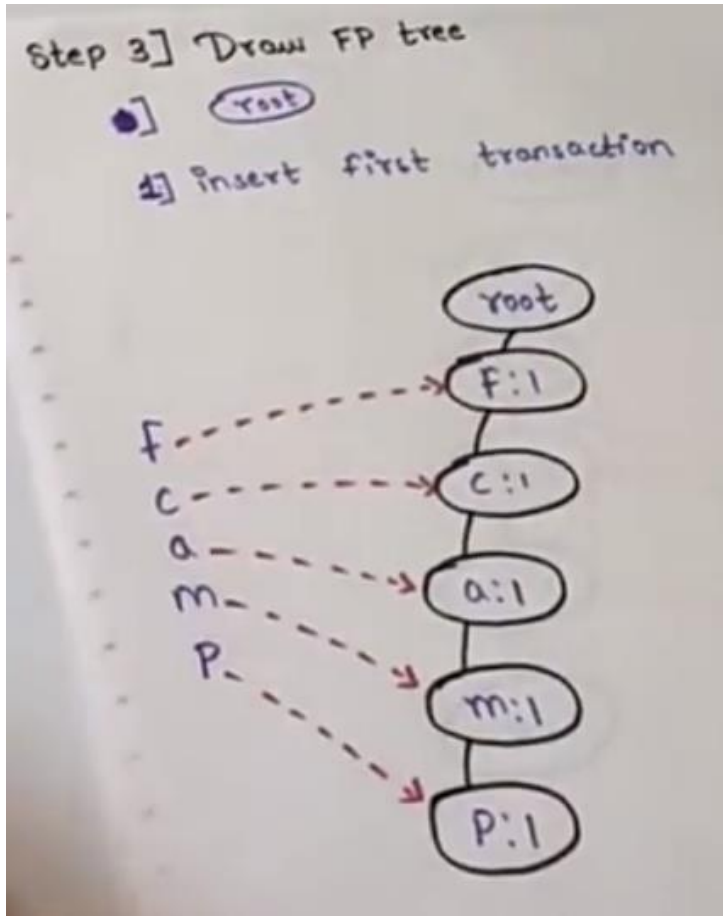 Step 3] Draw FP tree
●] root
1] insert first transaction
root
F:1
f
c:1
c
a
a:1
m
P
m:1
P:1